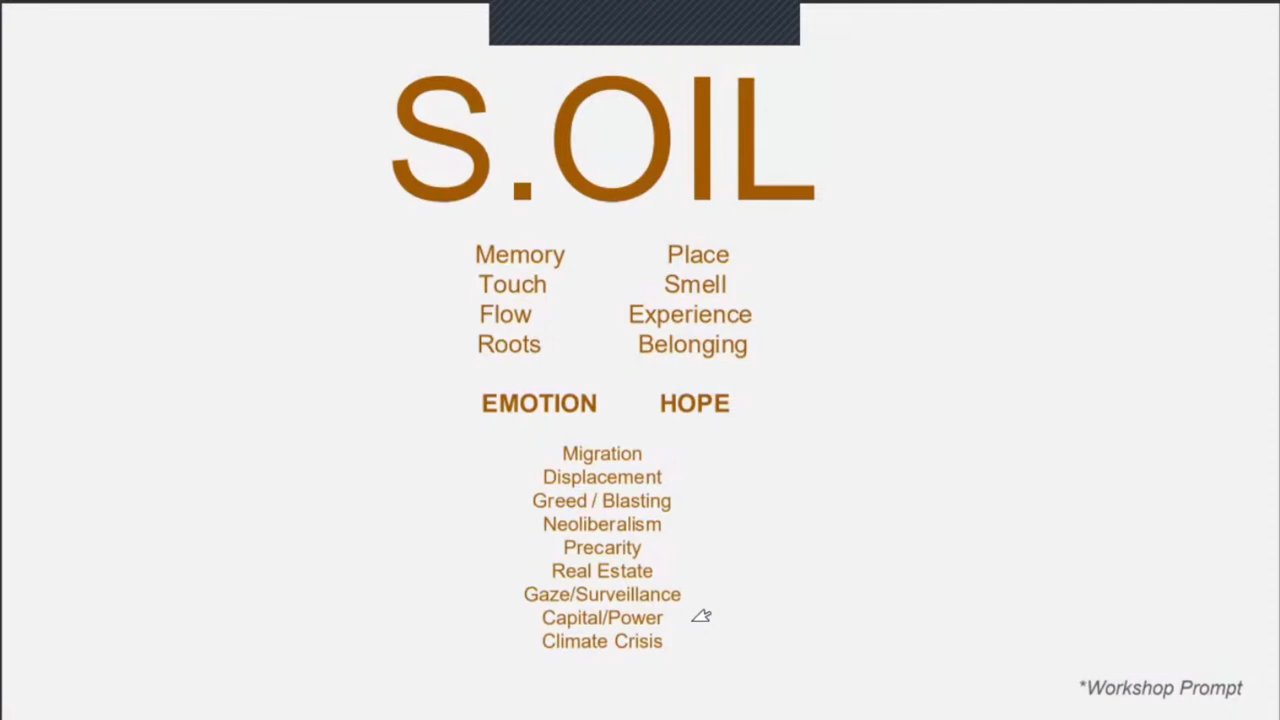 S.OIL
Memory Place
Touch Smell
Flow Experience
Roots Belonging
EMOTION HOPE
Migration
Displacement
Greed / Blasting
Neoliberalism
Precarity
Real Estate
Gaze/Surveillance
Capital/Power
Climate Crisis
*Workshop Prompt